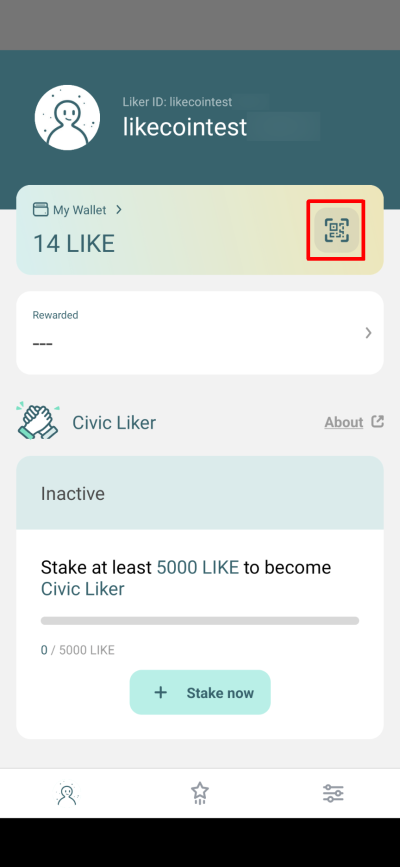 Liker ID: likecointest
likecointest
My Wallet
14 LIKE
Rewarded
---
Civic Liker
About
Inactive
Stake at least 5000 LIKE to become
Civic Liker
0 / 5000 LIKE
+ Stake now